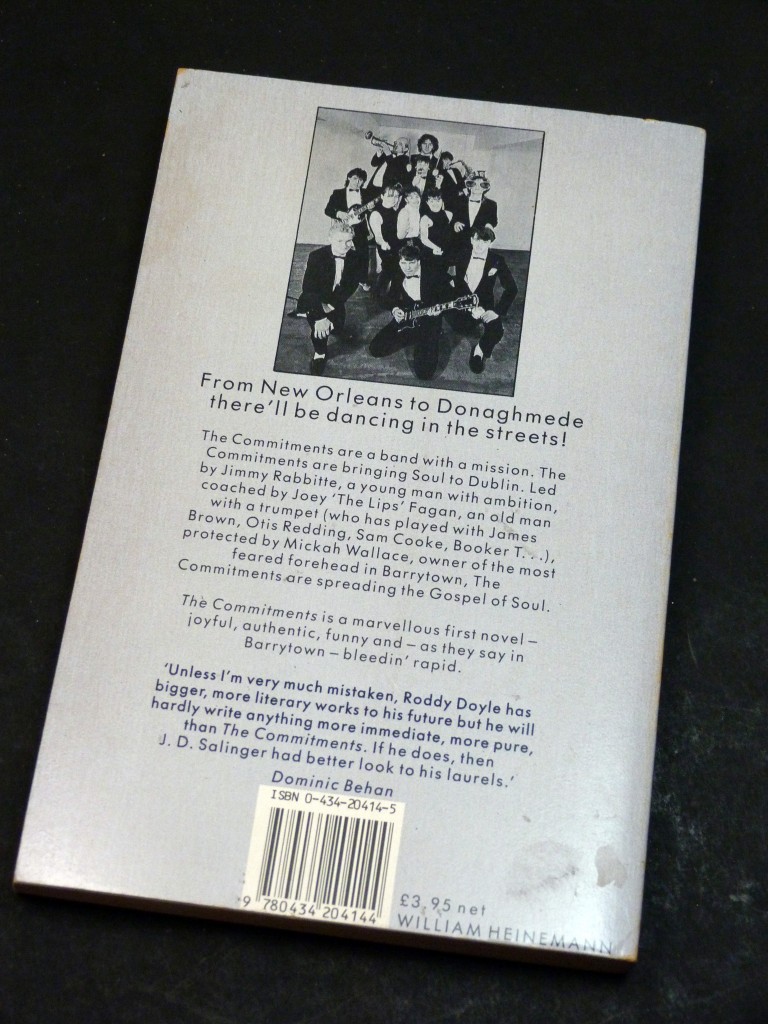 From New Orleans to Donaghmede
there'll be dancing in the streets!
The Commitments are a band with a mission. The
Commitments are bringing Soul to Dublin. Led
by Jimmy Rabbitte, a young man with ambition,
coached by Joey 'The Lips' Fagan, an old man
with a trumpet (who has played with James
Brown, Otis Redding, Sam Cooke, Booker T. . .),
protected by Mickah Wallace, owner of the most
feared forehead in Barrytown, The
Commitments are spreading the Gospel of Soul.
The Commitments is a marvellous first novel –
joyful, authentic, funny and – as they say in
Barrytown – bleedin' rapid.
'Unless I'm very much mistaken, Roddy Doyle has
bigger, more literary works to his future but he will
hardly write anything more immediate, more pure,
than The Commitments. If he does, then
J. D. Salinger had better look to his laurels.'
Dominic Behan
ISBN 0-434-20414-5
9 780434 204144
£3.95 net
WILLIAM HEINEMANN